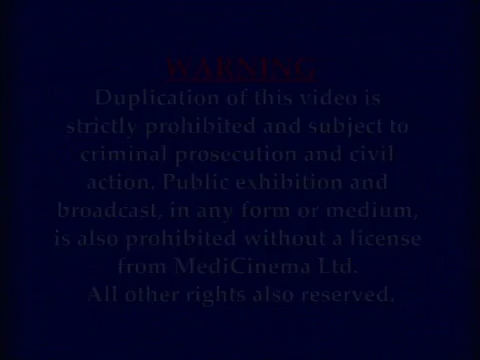 WARNING
Duplication of this video is
strictly prohibited and subject to
criminal prosecution and civil
action. Public exhibition and
broadcast, in any form or medium,
is also prohibited without a license
from MediCinema Ltd.
All other rights also reserved.